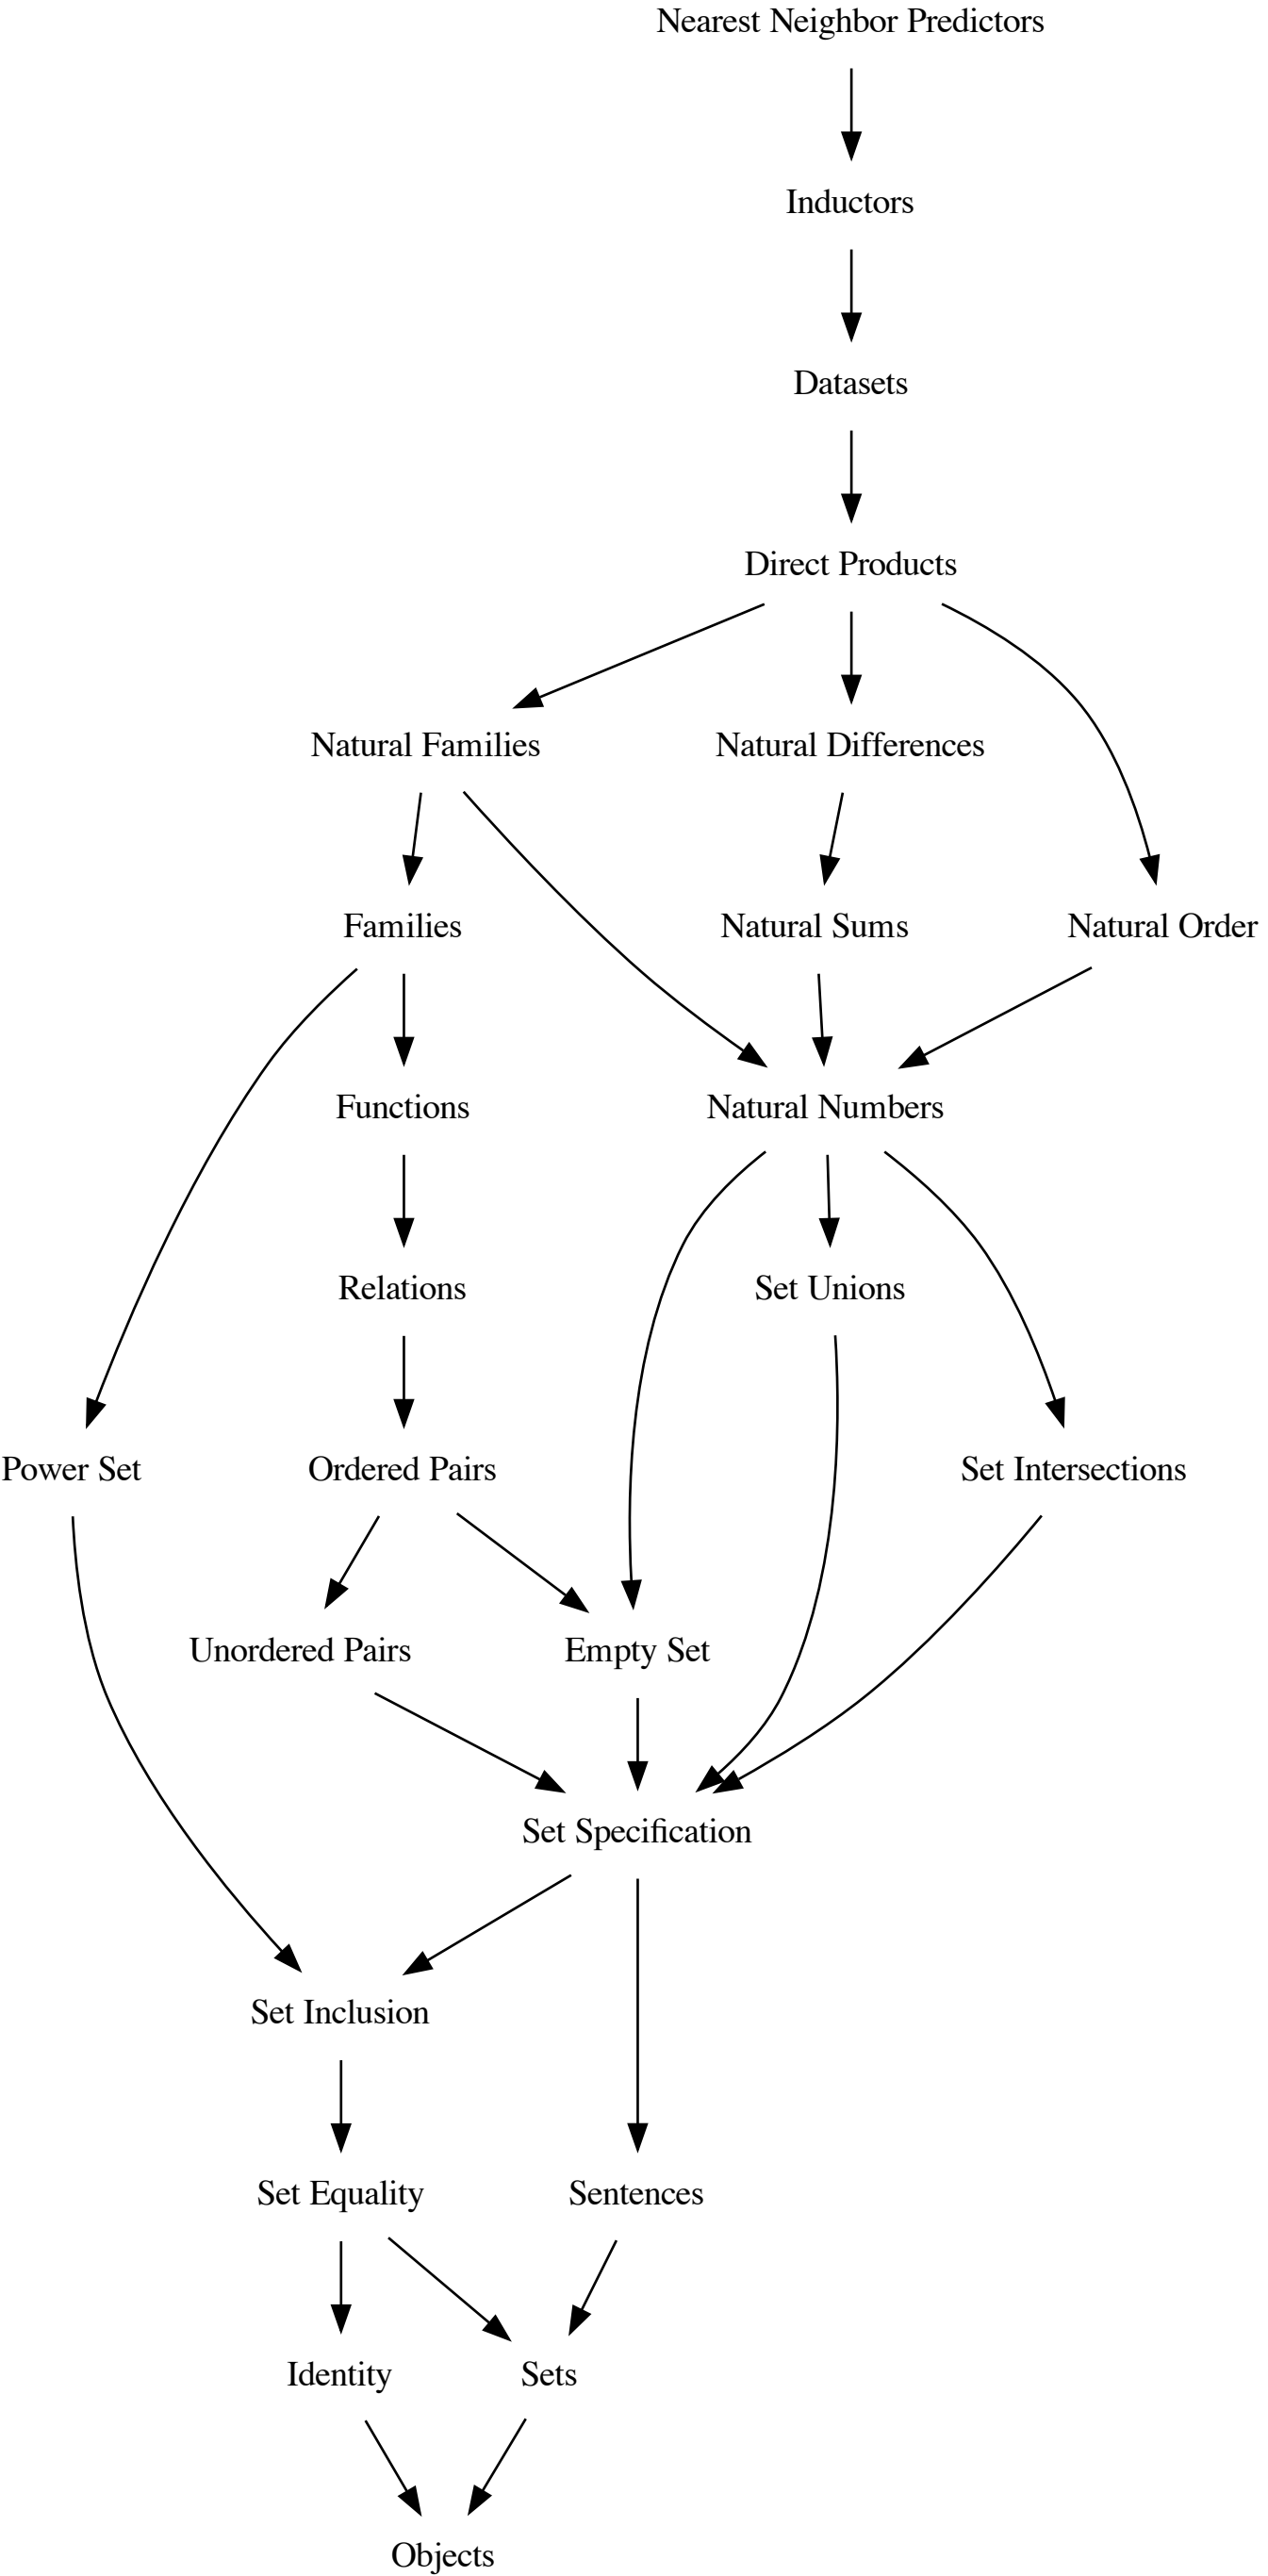 Nearest Neighbor Predictors
Inductors
Datasets
Direct Products
Natural Families
Natural Differences
Families
Natural Sums
Natural Order
Functions
Natural Numbers
Relations
Set Unions
Power Set
Ordered Pairs
Set Intersections
Unordered Pairs
Empty Set
Set Specification
Set Inclusion
Set Equality
Sentences
Identity
Sets
Objects